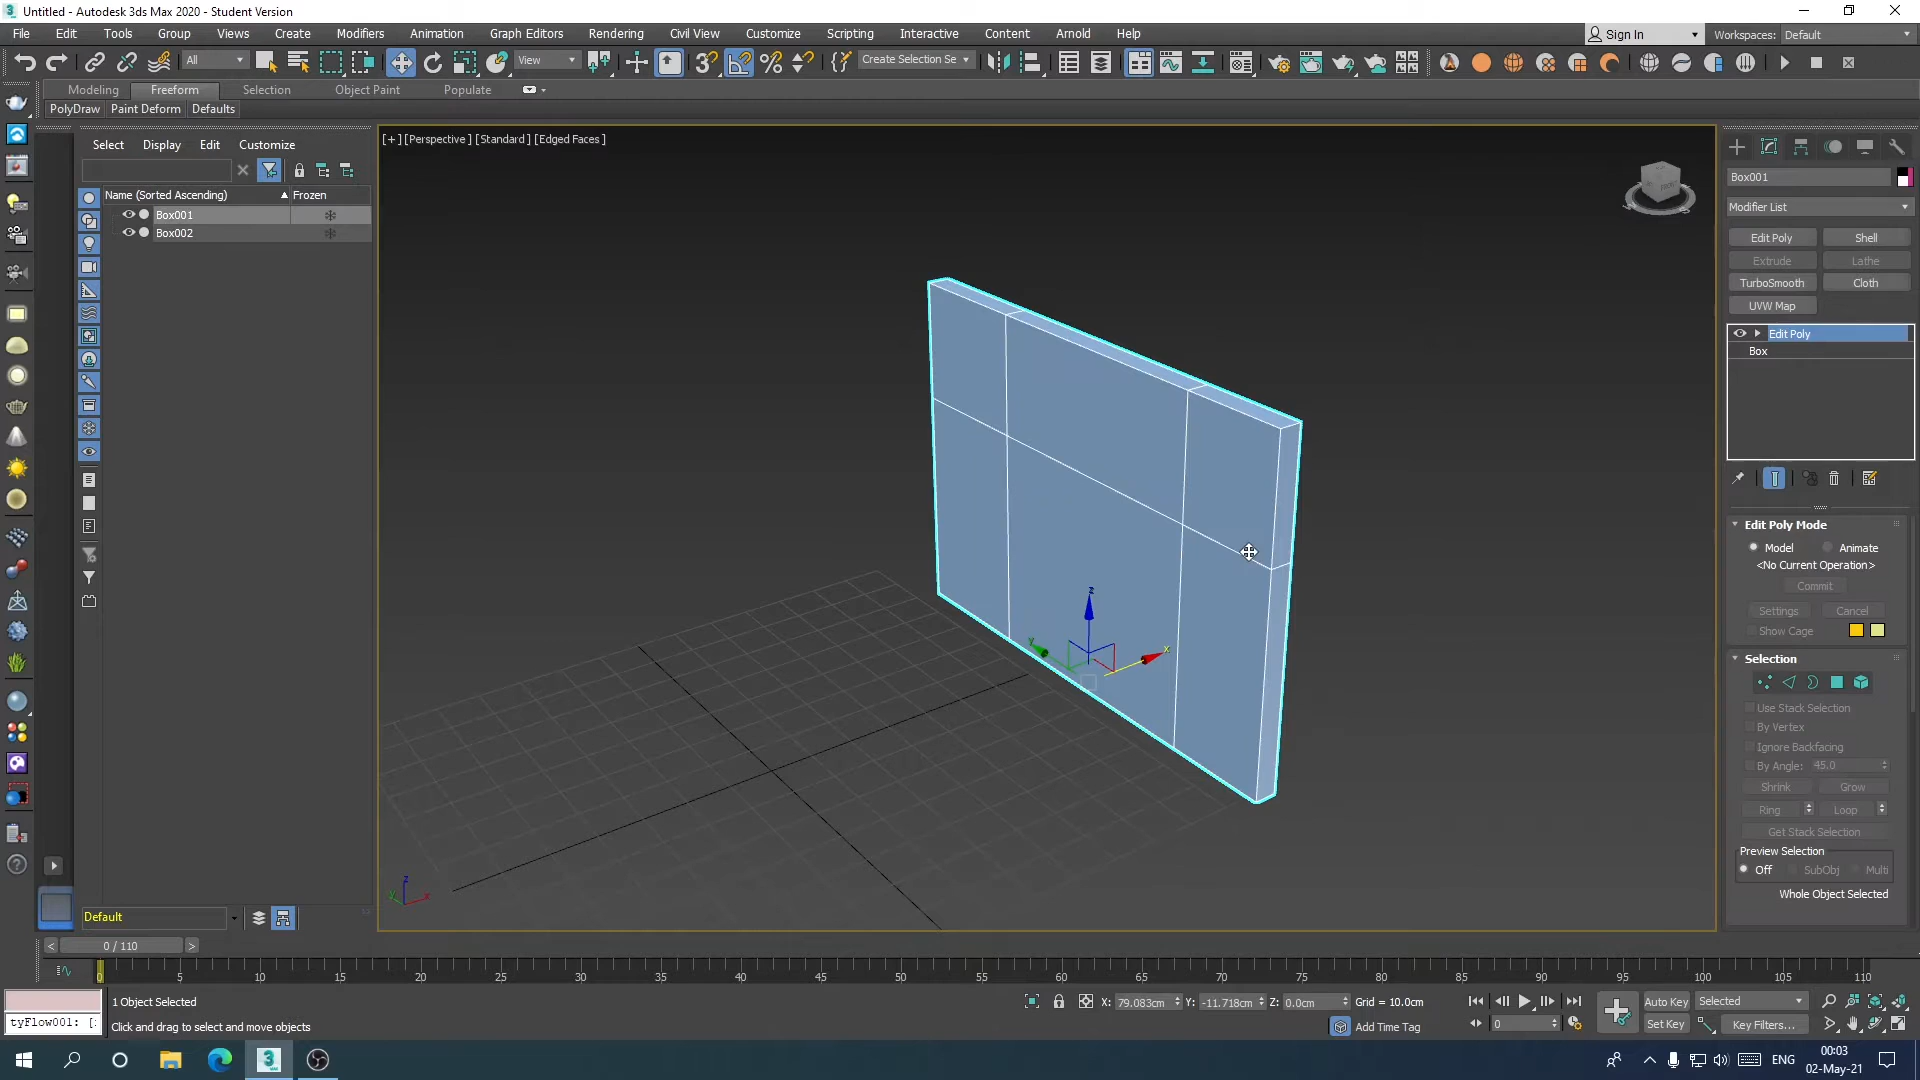 Untitled - Autodesk 3ds Max 2020 - Student Version
File Edit Tools Group Views Create Modifiers Animation Graph Editors Rendering Civil View Customize Scripting Interactive Content Arnold Help Sign In Workspaces: Default
All View Create Selection Se
Modeling Freeform Selection Object Paint Populate
PolyDraw Paint Deform Defaults
Select Display Edit Customize
Name (Sorted Ascending) Frozen
Box001
Box002
[+] [Perspective ] [Standard ] [Edged Faces ]
FRONT
Box001
Modifier List
Edit Poly Shell
Extrude Lathe
TurboSmooth Cloth
UVW Map
Edit Poly
Box
Edit Poly Mode
Model Animate
<No Current Operation>
Commit
Settings Cancel
Show Cage
Selection
Use Stack Selection
By Vertex
Ignore Backfacing
By Angle: 45.0
Shrink Grow
Ring Loop
Get Stack Selection
Preview Selection
Off SubObj Multi
Whole Object Selected
z
y x
z
y x
Default
< 0 / 110 >
0 5 10 15 20 25 30 35 40 45 50 55 60 65 70 75 80 85 90 95 100 105 110
1 Object Selected X: 79.083cm Y: -11.718cm Z: 0.0cm Grid = 10.0cm Auto Key Selected
tyFlow001: [: Click and drag to select and move objects Add Time Tag 0 Set Key Key Filters...
ENG
00:03
02-May-21